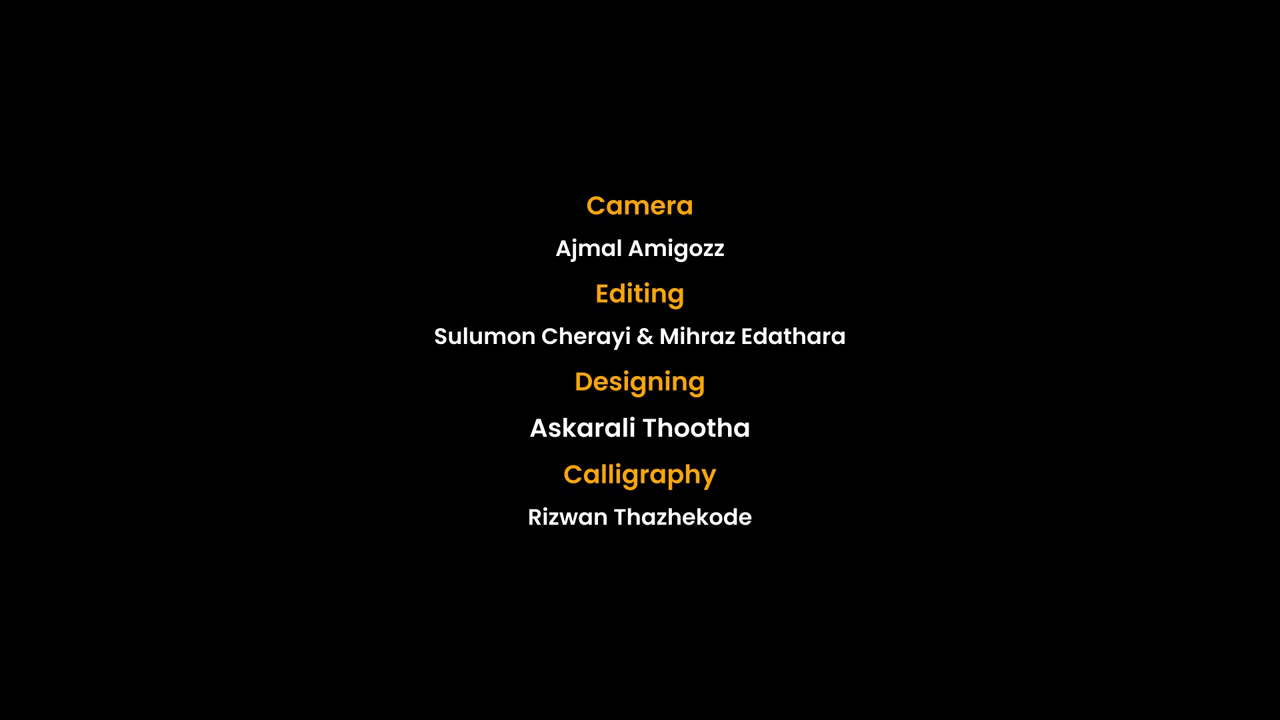 Camera
Ajmal Amigozz
Editing
Sulumon Cherayi & Mihraz Edathara
Designing
Askarali Thootha
Calligraphy
Rizwan Thazhekode